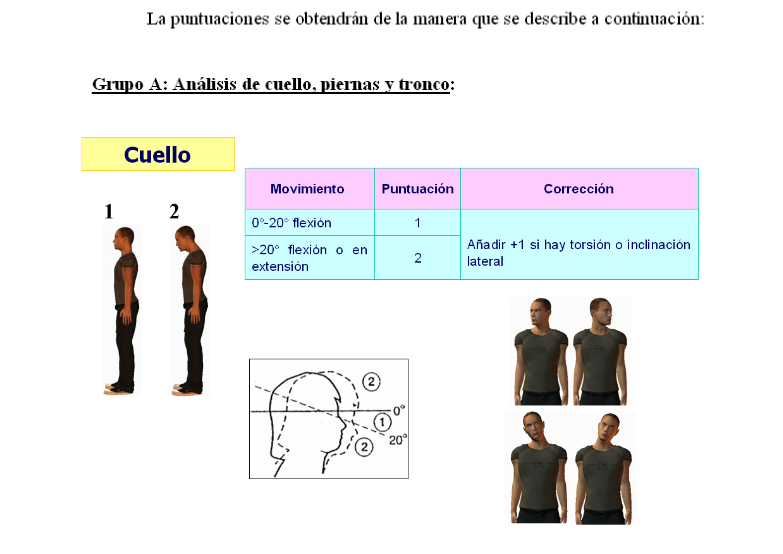 La puntuaciones se obtendrán de la manera que se describe a continuación:
Grupo A: Análisis de cuello, piernas y tronco:
Cuello
1 2
Movimiento Puntuación Corrección
0°-20° flexión 1
>20° flexión o en
extensión
2
Añadir +1 si hay torsión o inclinación
lateral
2
0°
1
20°
2